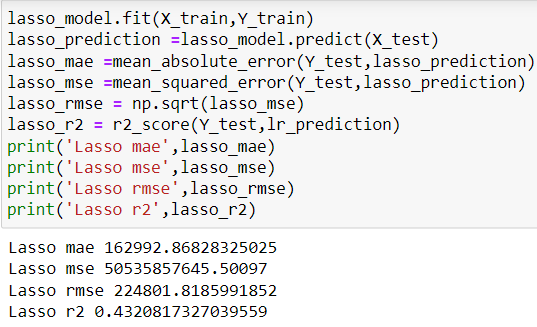 lasso_model.fit(X_train,Y_train)
lasso_prediction =lasso_model.predict(X_test)
lasso_mae =mean_absolute_error(Y_test,lasso_prediction)
lasso_mse =mean_squared_error(Y_test,lasso_prediction)
lasso_rmse = np.sqrt(lasso_mse)
lasso_r2 = r2_score(Y_test,lr_prediction)
print('Lasso mae',lasso_mae)
print('Lasso mse',lasso_mse)
print('Lasso rmse',lasso_rmse)
print('Lasso r2',lasso_r2)
Lasso mae 162992.86828325025
Lasso mse 50535857645.50097
Lasso rmse 224801.8185991852
Lasso r2 0.4320817327039559